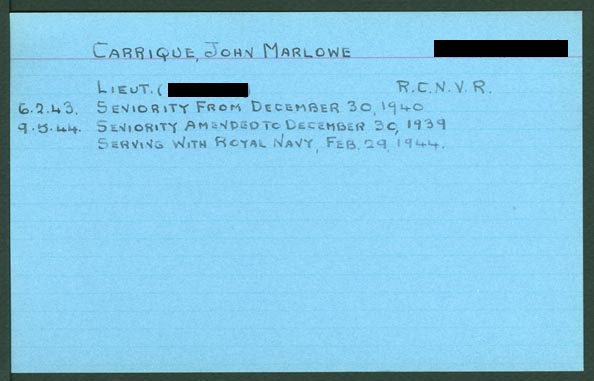 CARRIQUE, JOHN MARLOWE
LIEUT. ( ) R.C.N.V.R.
6.2.43. SENIORITY FROM DECEMBER 30, 1940
9.5.44. SENIORITY AMENDED TO DECEMBER 30, 1939
SERVING WITH ROYAL NAVY, FEB. 29, 1944.